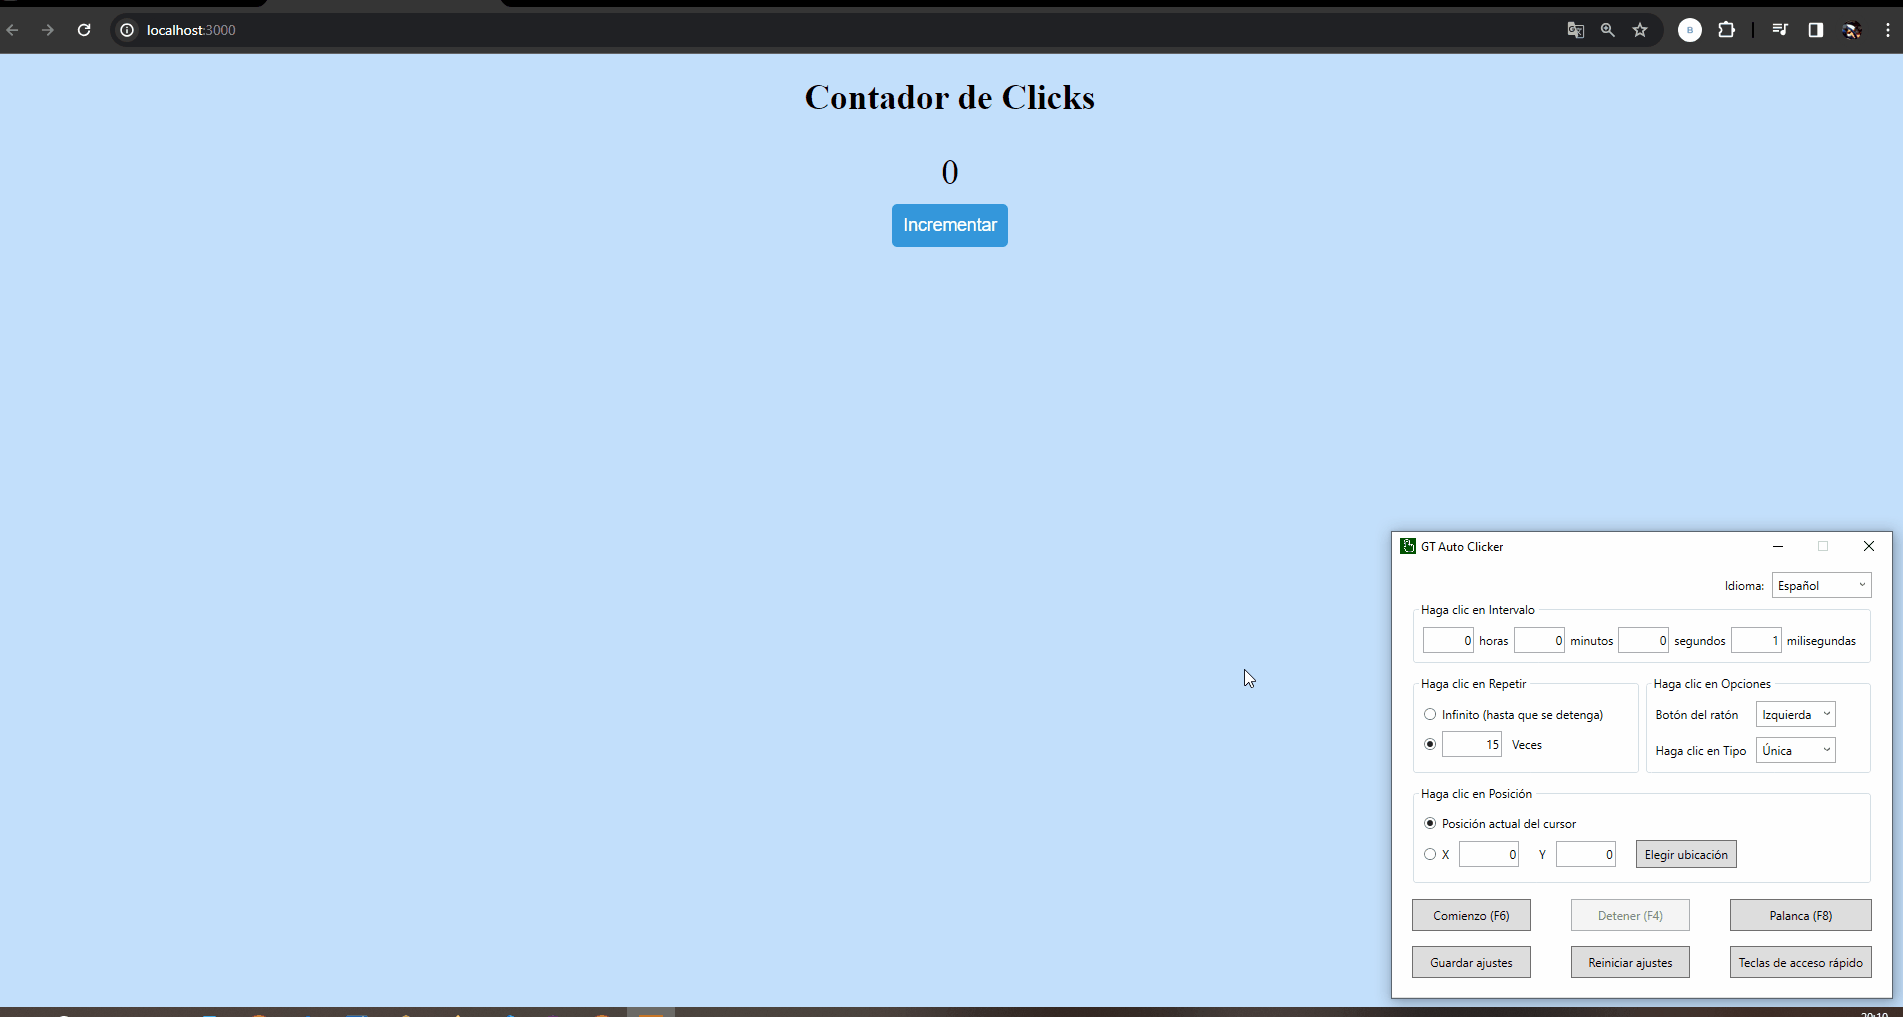 localhost:3000
B
Contador de Clicks
0
Incrementar
GT Auto Clicker
Idioma: Español
Haga clic en Intervalo
0 horas 0 minutos 0 segundos 1 milisegundas
Haga clic en Repetir
Infinito (hasta que se detenga)
15 Veces
Haga clic en Opciones
Botón del ratón Izquierda
Haga clic en Tipo Única
Haga clic en Posición
Posición actual del cursor
X 0 Y 0 Elegir ubicación
Comienzo (F6) Detener (F4) Palanca (F8)
Guardar ajustes Reiniciar ajustes Teclas de acceso rápido